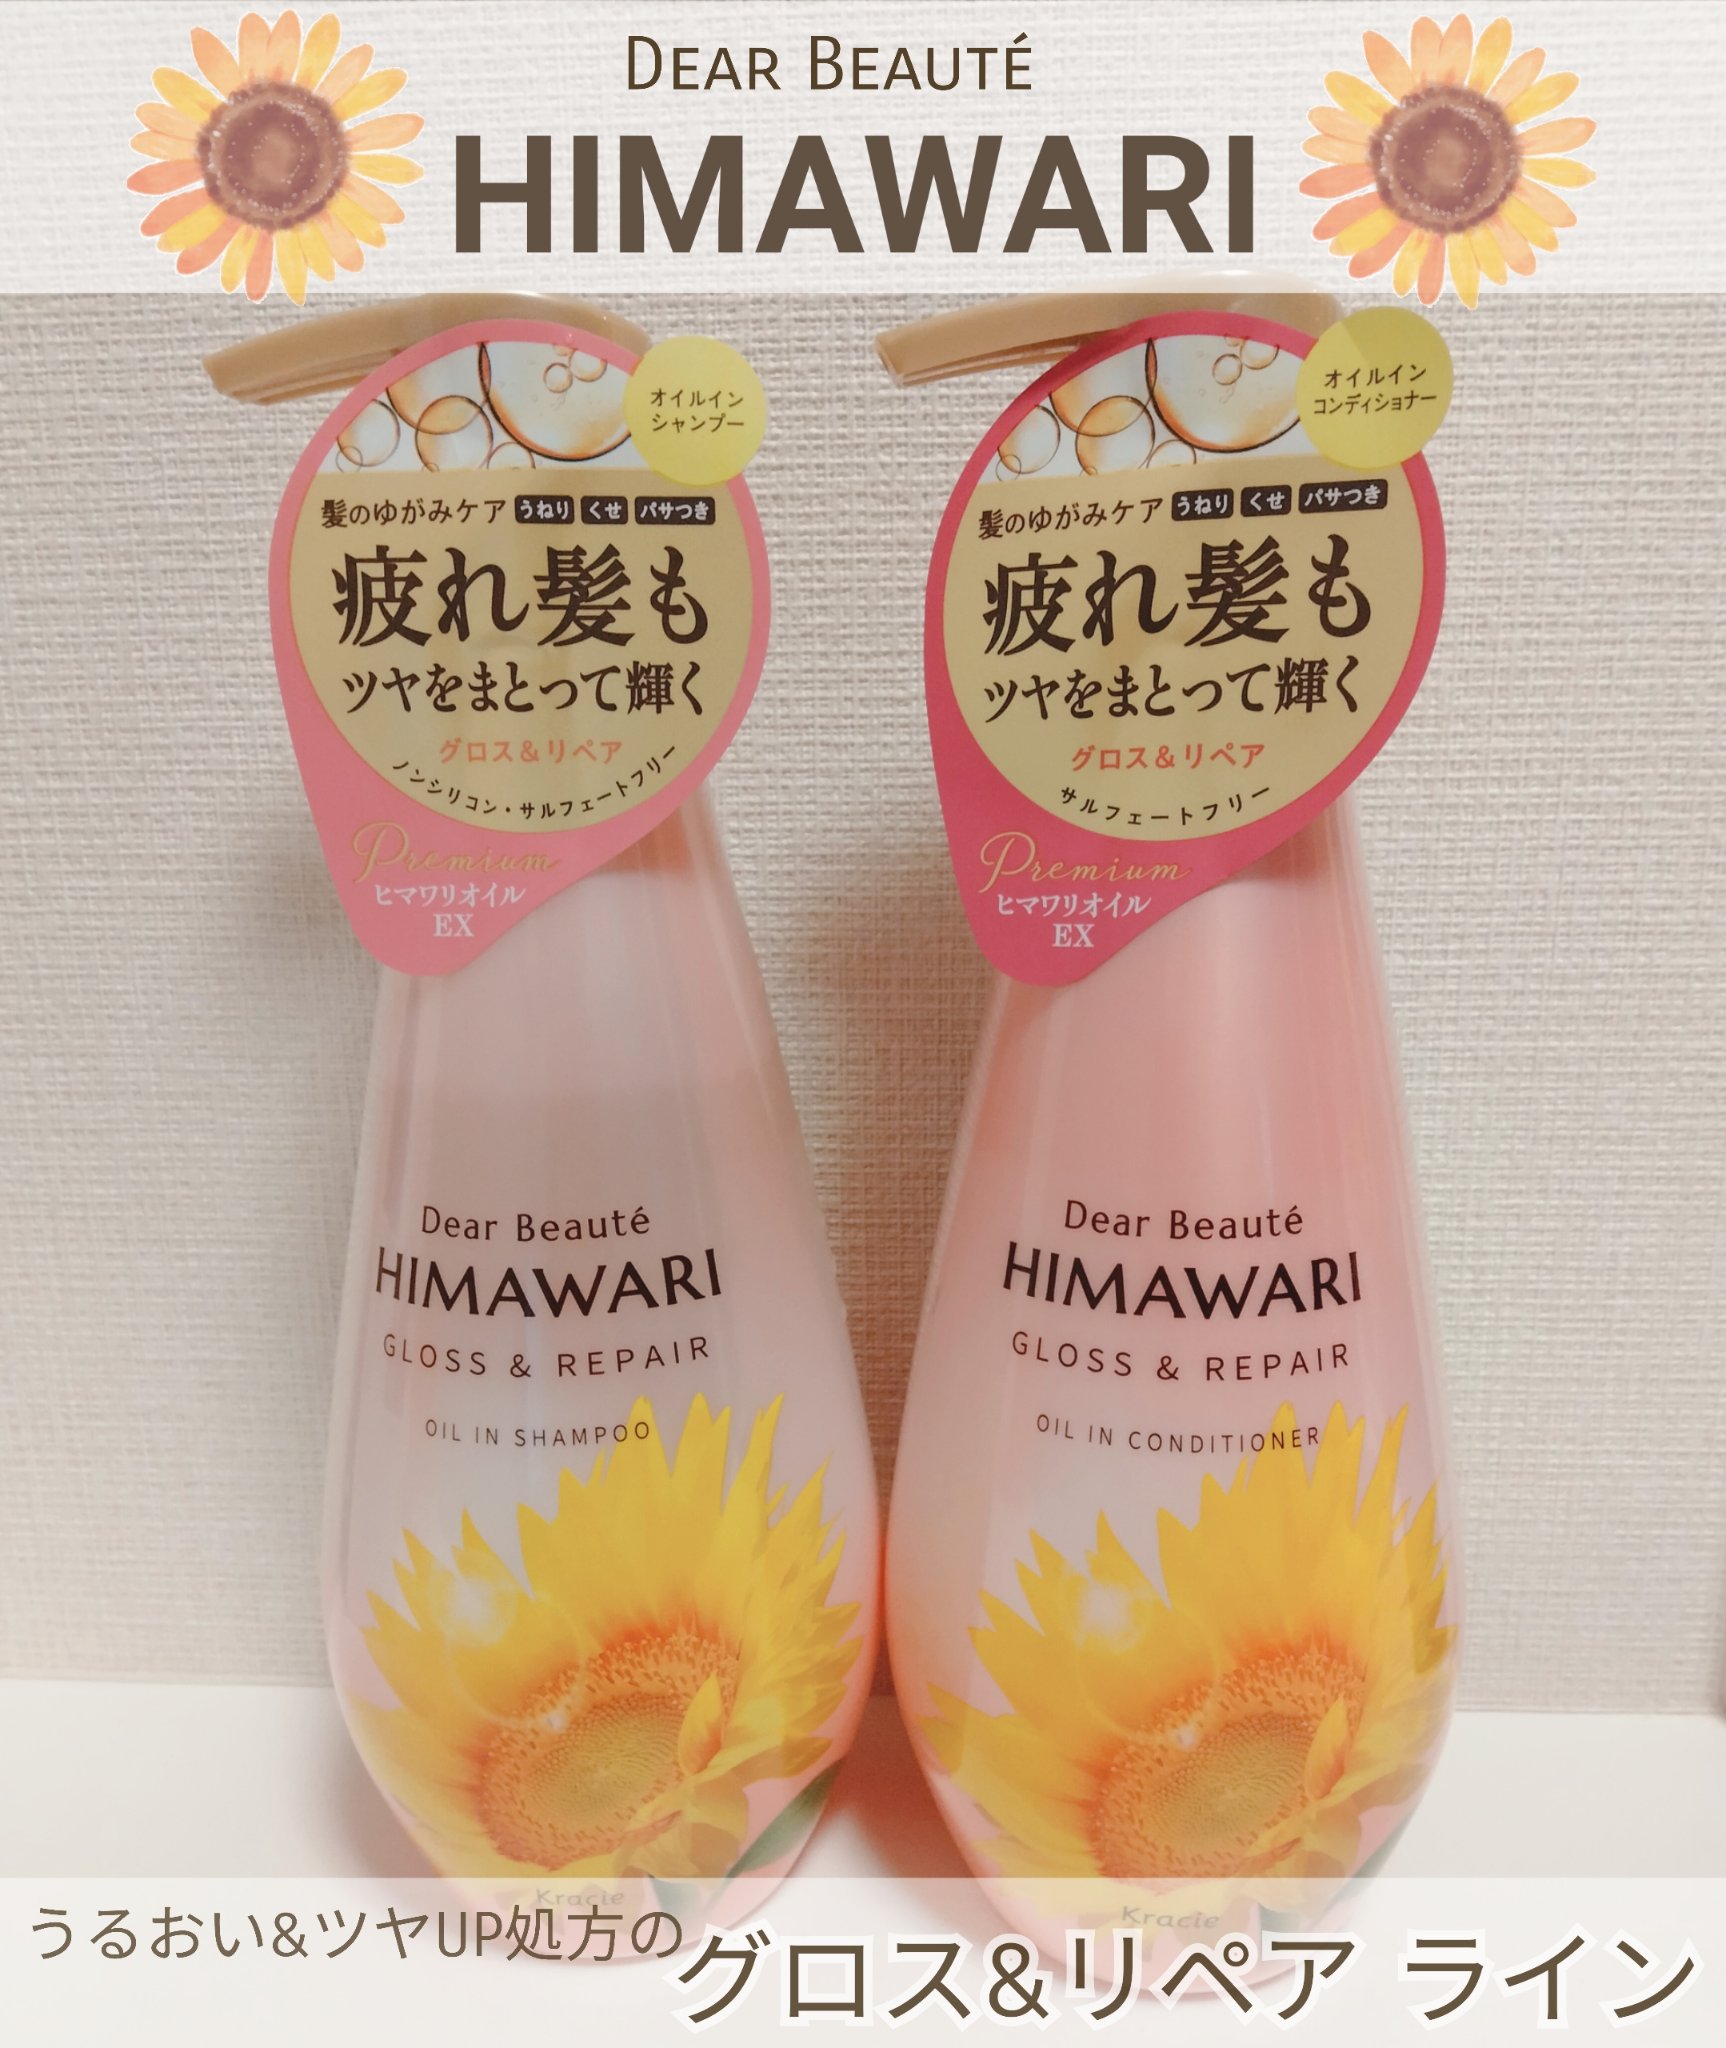 DEAR BEAUTÉ
HIMAWARI
オイルイン
シャンプー
髪のゆがみケア うねり くせ パサつき
疲れ髪も
ツヤをまとって輝く
グロス&リペア
ノンシリコン・サルフェートフリー
Premium
ヒマワリオイル
EX
Dear Beauté
HIMAWARI
GLOSS & REPAIR
OIL IN SHAMPOO
Kracie
オイルイン
コンディショナー
髪のゆがみケア うねり くせ パサつき
疲れ髪も
ツヤをまとって輝く
グロス&リペア
サルフェートフリー
Premium
ヒマワリオイル
EX
Dear Beauté
HIMAWARI
GLOSS & REPAIR
OIL IN CONDITIONER
Kracie
うるおい&ツヤUP処方の
グロス&リペア ライン